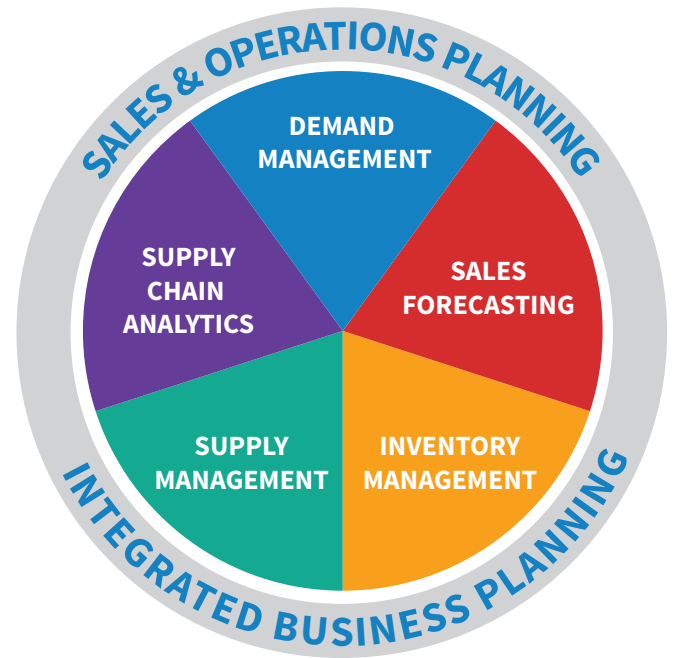 SALES & OPERATIONS PLANNING
DEMAND
MANAGEMENT
SALES
FORECASTING
INVENTORY
MANAGEMENT
SUPPLY
MANAGEMENT
SUPPLY
CHAIN
ANALYTICS
INTEGRATED BUSINESS PLANNING